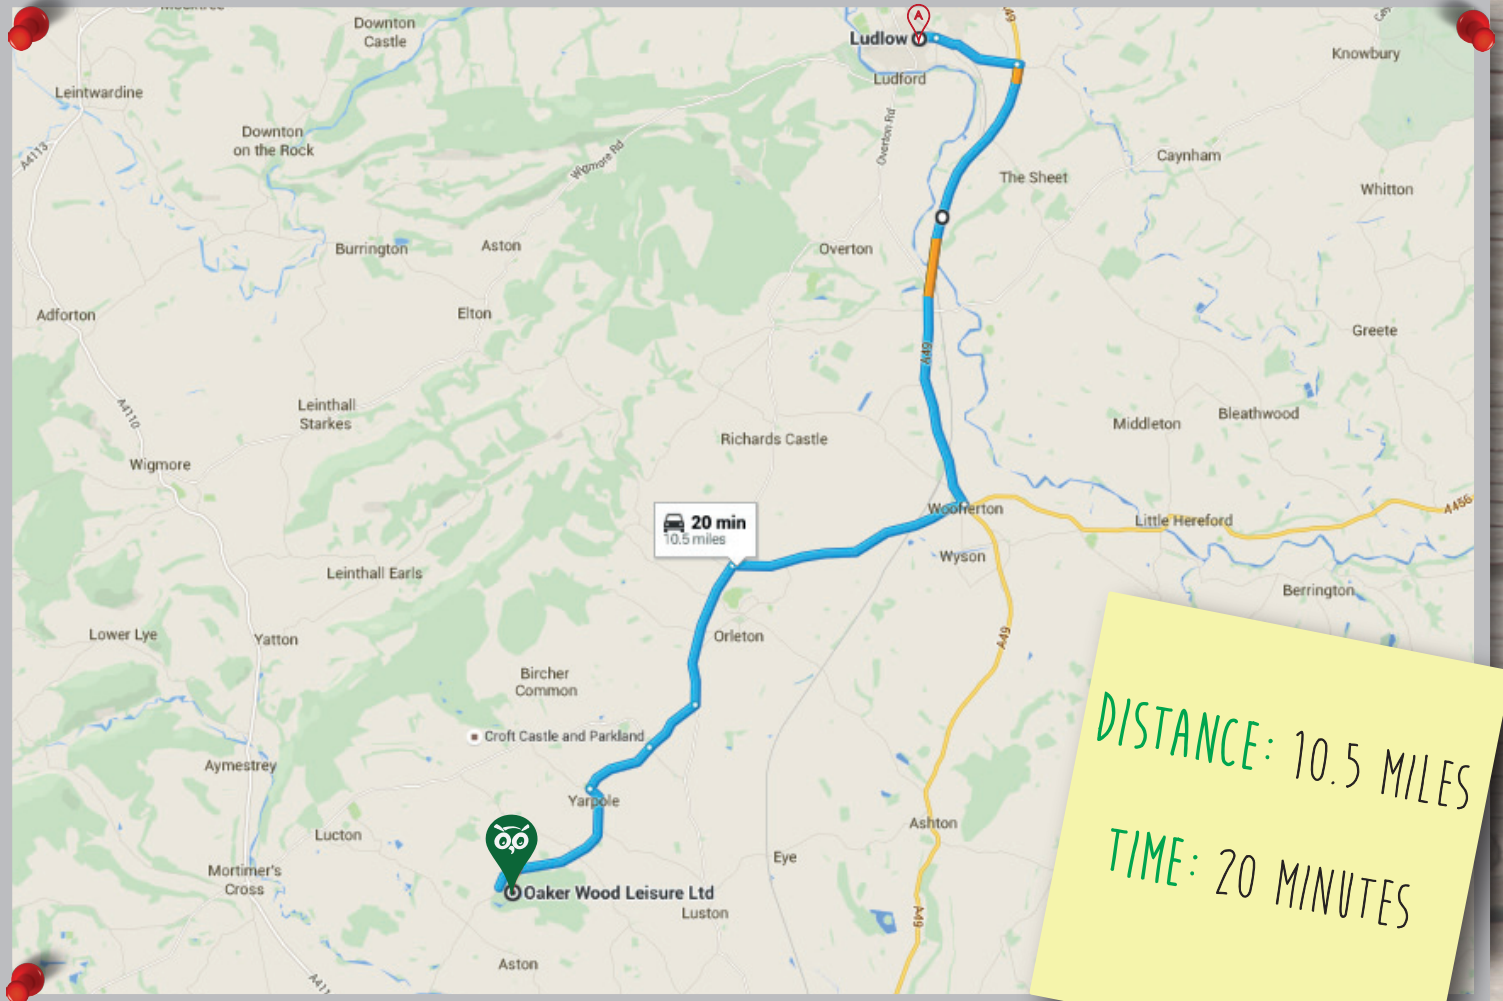 Downton
Castle
A49
A
Ludlow
Knowbury
Ludford
Leintwardine
Downton
on the Rock
A4113
Wigmore Rd
Overton Rd
Caynham
The Sheet
Whitton
Burrington
Aston
Overton
Adforton
Elton
Greete
A49
Leinthall
Starkes
A4110
Richards Castle
Middleton
Bleathwood
Wigmore
20 min
10.5 miles
Woofferton
Little Hereford
A456
Wyson
Leinthall Earls
Berrington
Lower Lye
Yatton
Orleton
A49
Bircher
Common
Croft Castle and Parkland
Aymestrey
Yarpole
Lucton
Ashton
Eye
Mortimer's
Cross
Oaker Wood Leisure Ltd
Luston
A49
Aston
A411
DISTANCE: 10.5 MILES
TIME: 20 MINUTES